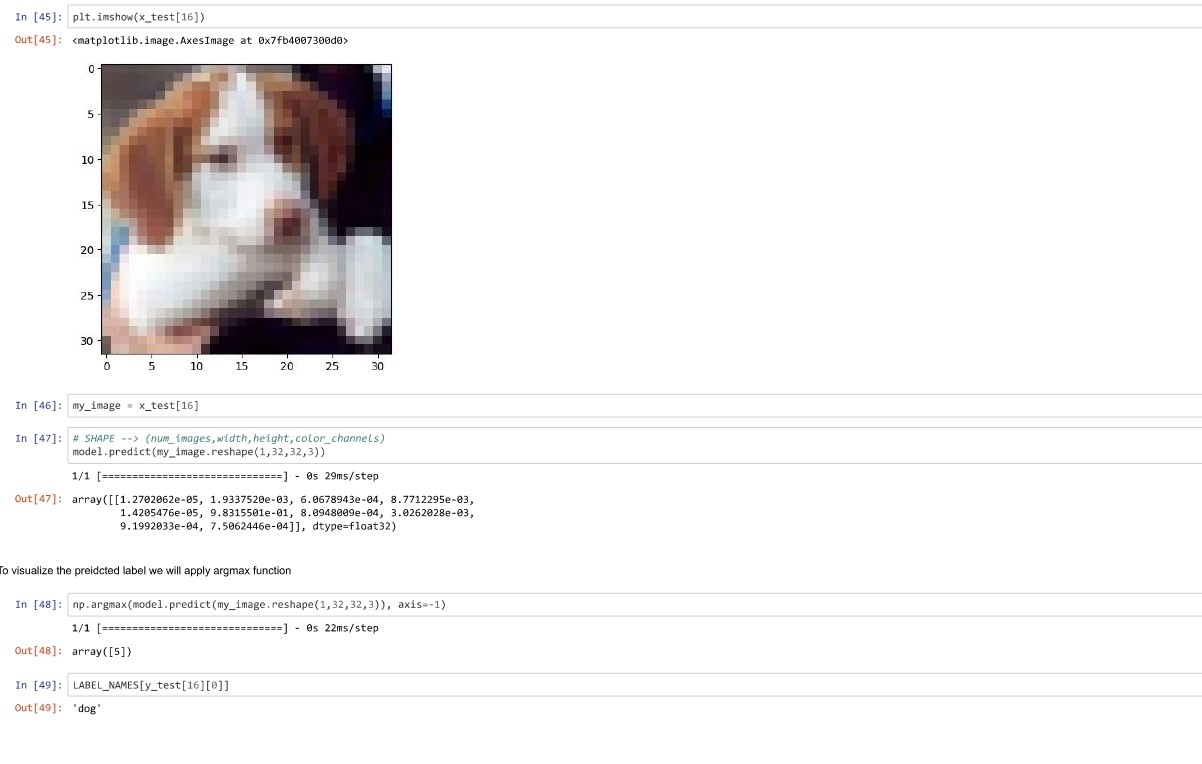 In [45]: plt.imshow(x_test[16])
Out[45]: <matplotlib.image.AxesImage at 0x7fb4007300d0>
0
5
10
15
20
25
30
0 5 10 15 20 25 30
In [46]: my_image = x_test[16]
In [47]: # SHAPE --> (num_images,width,height,color_channels)
model.predict(my_image.reshape(1,32,32,3))
1/1 [==============================] - 0s 29ms/step
Out[47]: array([[1.2702062e-05, 1.9337520e-03, 6.0678943e-04, 8.7712295e-03,
1.4205476e-05, 9.8315501e-01, 8.0948009e-04, 3.0262028e-03,
9.1992033e-04, 7.5062446e-04]], dtype=float32)
To visualize the preidcted label we will apply argmax function
In [48]: np.argmax(model.predict(my_image.reshape(1,32,32,3)), axis=-1)
1/1 [==============================] - 0s 22ms/step
Out[48]: array([5])
In [49]: LABEL_NAMES[y_test[16][0]]
Out[49]: 'dog'